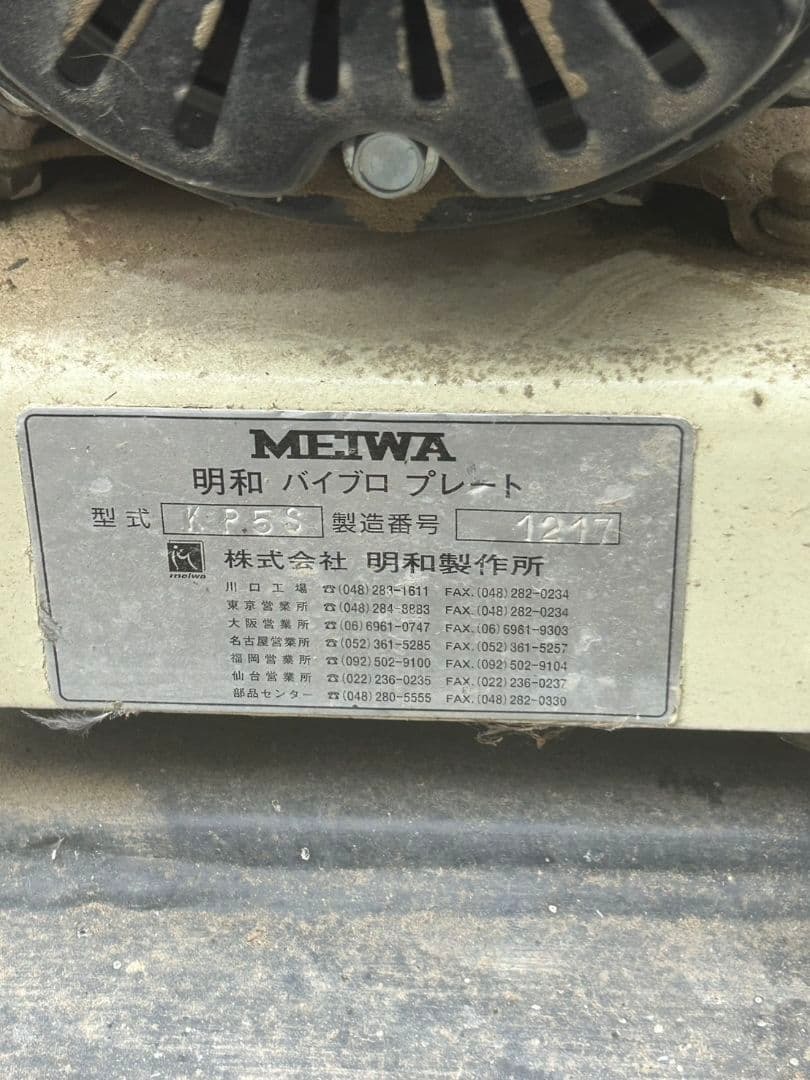 MEIWA
明和 バイブロ プレート
型式 KP5S 製造番号 1217
meiwa 株式会社 明和製作所
川口工場 ☎(048)283-1611 FAX.(048)282-0234
東京営業所 ☎(048)284-8883 FAX.(048)282-0234
大阪営業所 ☎(06)6961-0747 FAX.(06)6961-9303
名古屋営業所 ☎(052)361-5285 FAX.(052)361-5257
福岡営業所 ☎(092)502-9100 FAX.(092)502-9104
仙台営業所 ☎(022)236-0235 FAX.(022)236-0237
部品センター ☎(048)280-5555 FAX.(048)282-0330